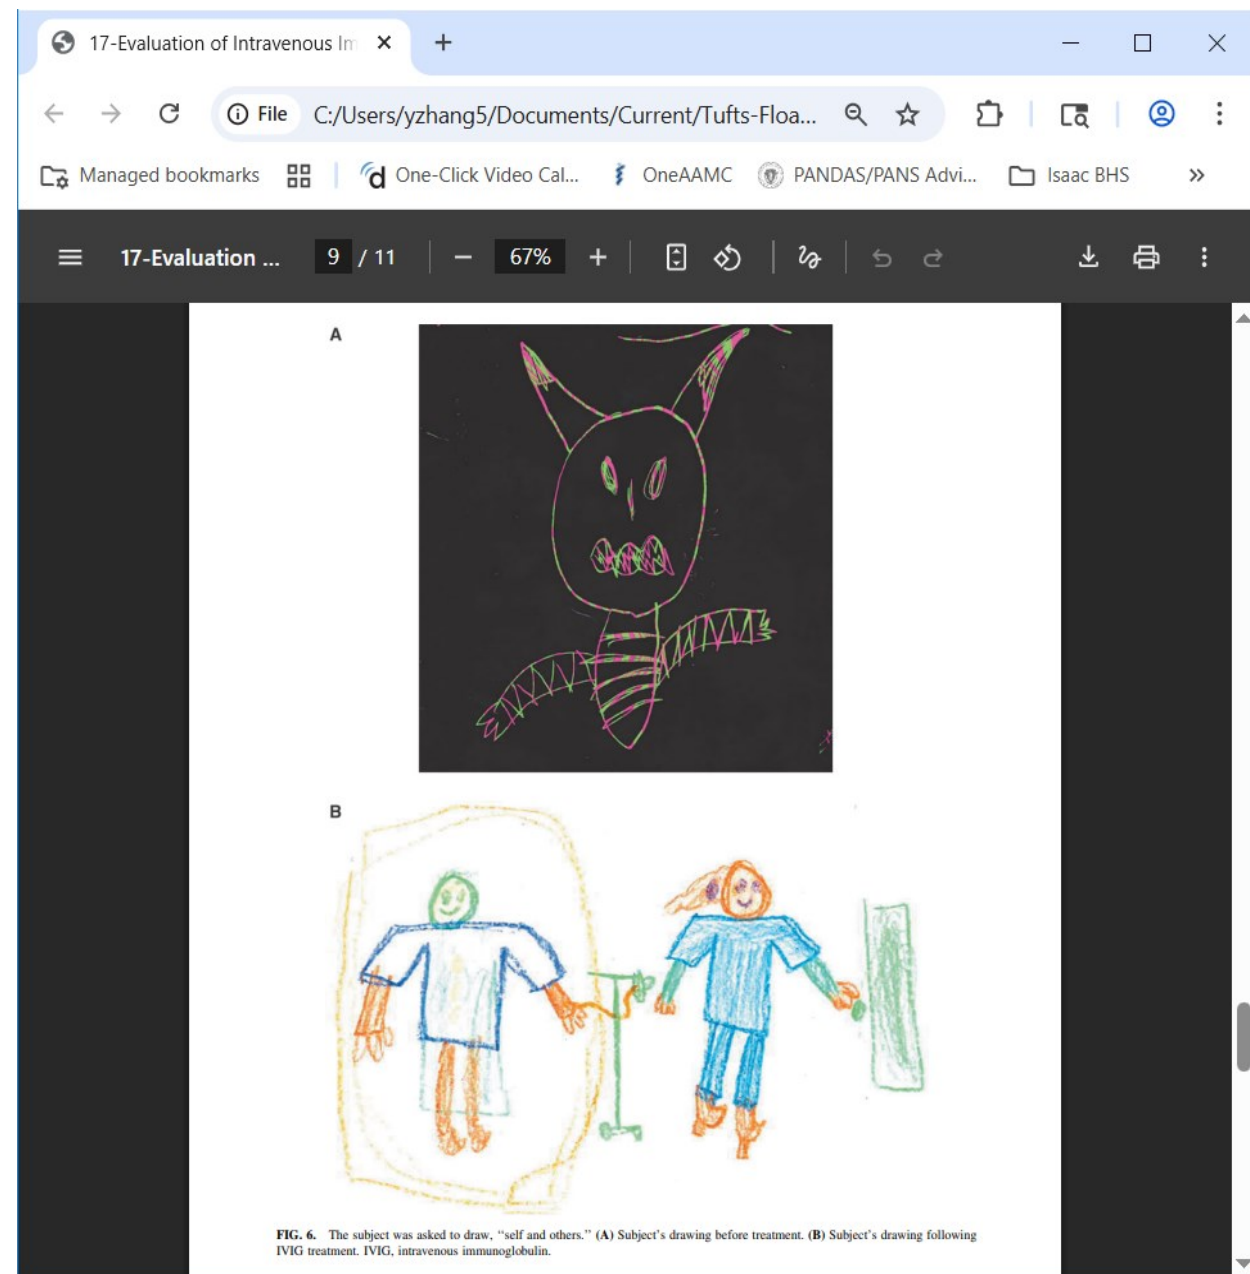 17-Evaluation of Intravenous Im
File
C:/Users/yzhang5/Documents/Current/Tufts-Floa...
Managed bookmarks
One-Click Video Cal...
OneAAMC
PANDAS/PANS Advi...
Isaac BHS
17-Evaluation ...
9 / 11
67%
A
B
FIG. 6. The subject was asked to draw, “self and others.” (A) Subject’s drawing before treatment. (B) Subject’s drawing following
IVIG treatment. IVIG, intravenous immunoglobulin.